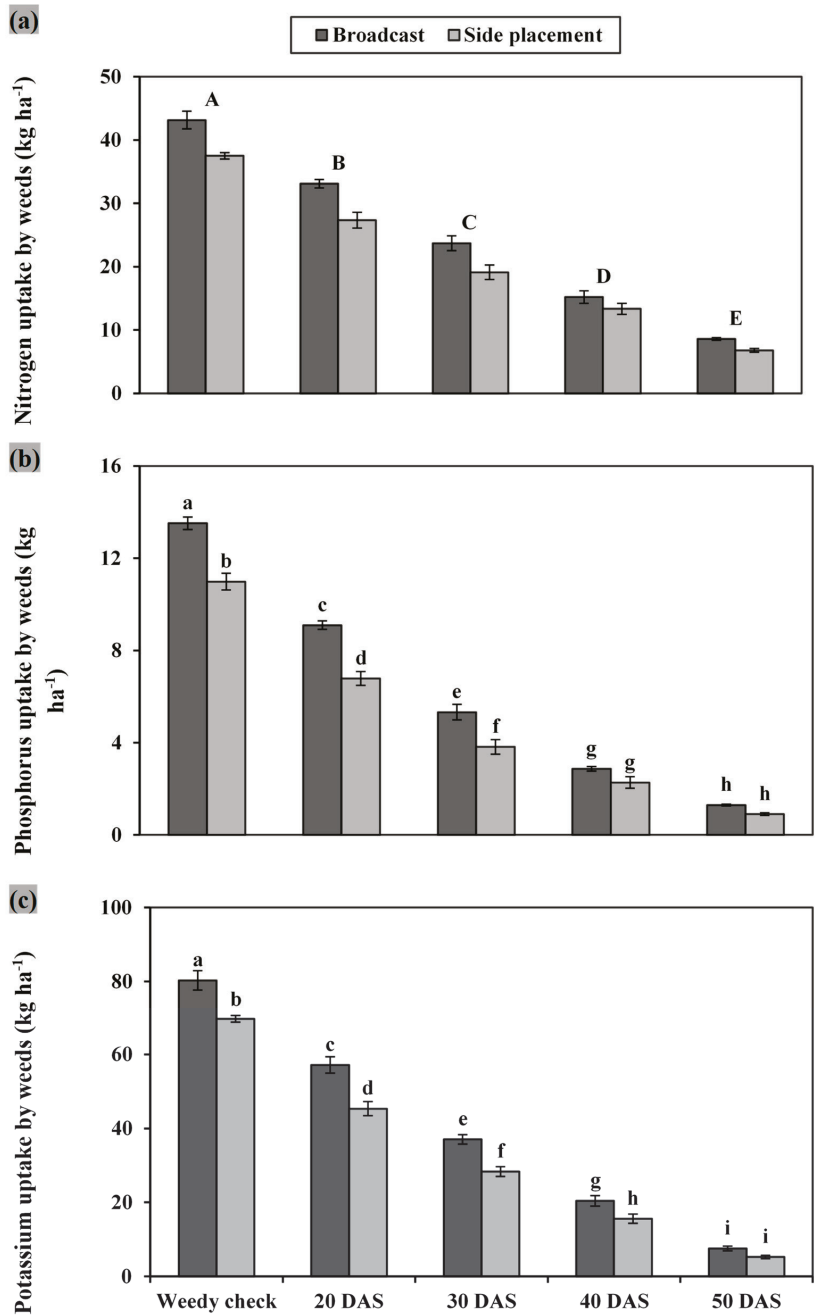 (a)
Broadcast Side placement
Nitrogen uptake by weeds (kg ha-1)
50
40
30
20
10
0
A
B
C
D
E
(b)
Phosphorus uptake by weeds (kg
ha-1)
16
12
8
4
0
a
b
c
d
e
f
g
g
h
h
(c)
Potassium uptake by weeds (kg ha-1)
100
80
60
40
20
0
a
b
c
d
e
f
g
h
i
i
Weedy check 20 DAS 30 DAS 40 DAS 50 DAS